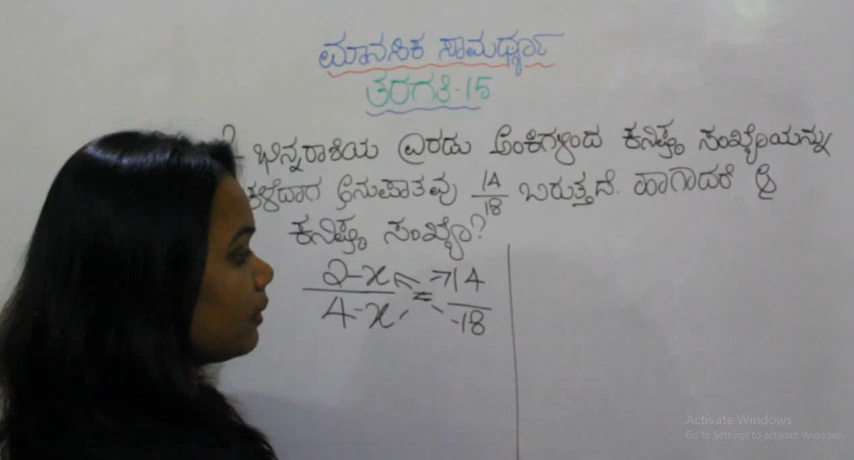 ಮಾನಸಿಕ ಸಾಮರ್ಥ್ಯ
ತರಗತಿ-15
ಭಿನ್ನರಾಶಿಯ ಎರಡು ಅಂಕಿಗಳಿಂದ ಕನಿಷ್ಠ ಸಂಖ್ಯೆಯನ್ನು
ಕಳೆದಾಗ ಅನುಪಾತವು 14/18 ಬರುತ್ತದೆ. ಹಾಗಾದರೆ ಆ
ಕನಿಷ್ಠ ಸಂಖ್ಯೆ?
2-x 14
4-x = 18
Activate Windows
Go to Settings to activate Windows.